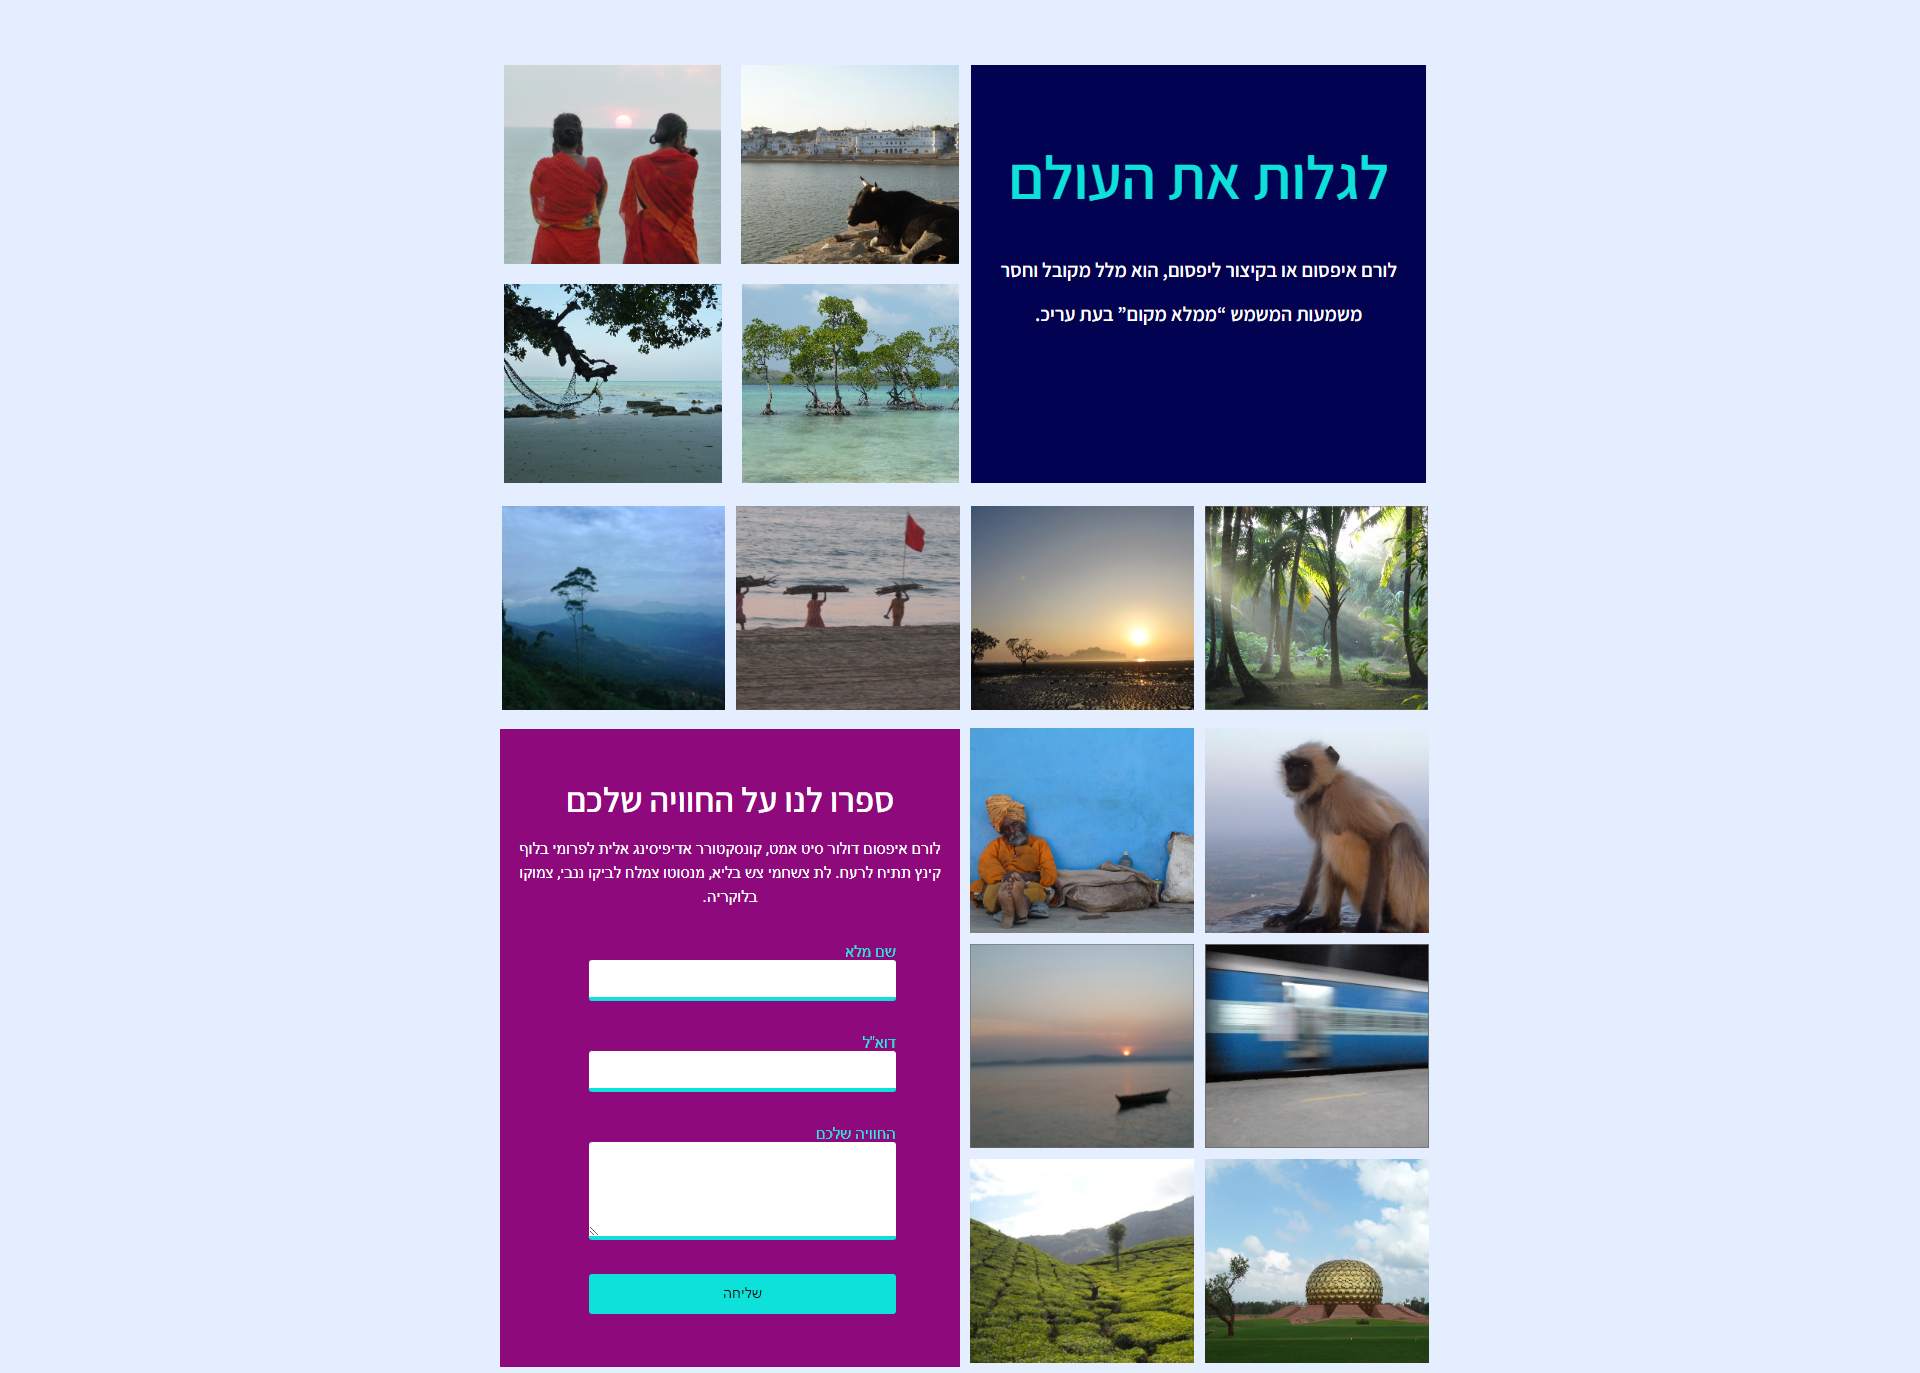 לגלות את העולם
לורם איפסום או בקיצור ליפסום, הוא מלל מקובל וחסר
משמעות המשמש “ממלא מקום” בעת עריכ.
ספרו לנו על החוויה שלכם
לורם איפסום דולור סיט אמט, קונסקטורר אדיפיסינג אלית לפרומי בלוף
קינץ תתיח לרעח. לת צשחמי צש בליא, מנסוטו צמלח לביקו ננבי, צמוקו
בלוקריה.
שם מלא
דוא"ל
החוויה שלכם
שליחה